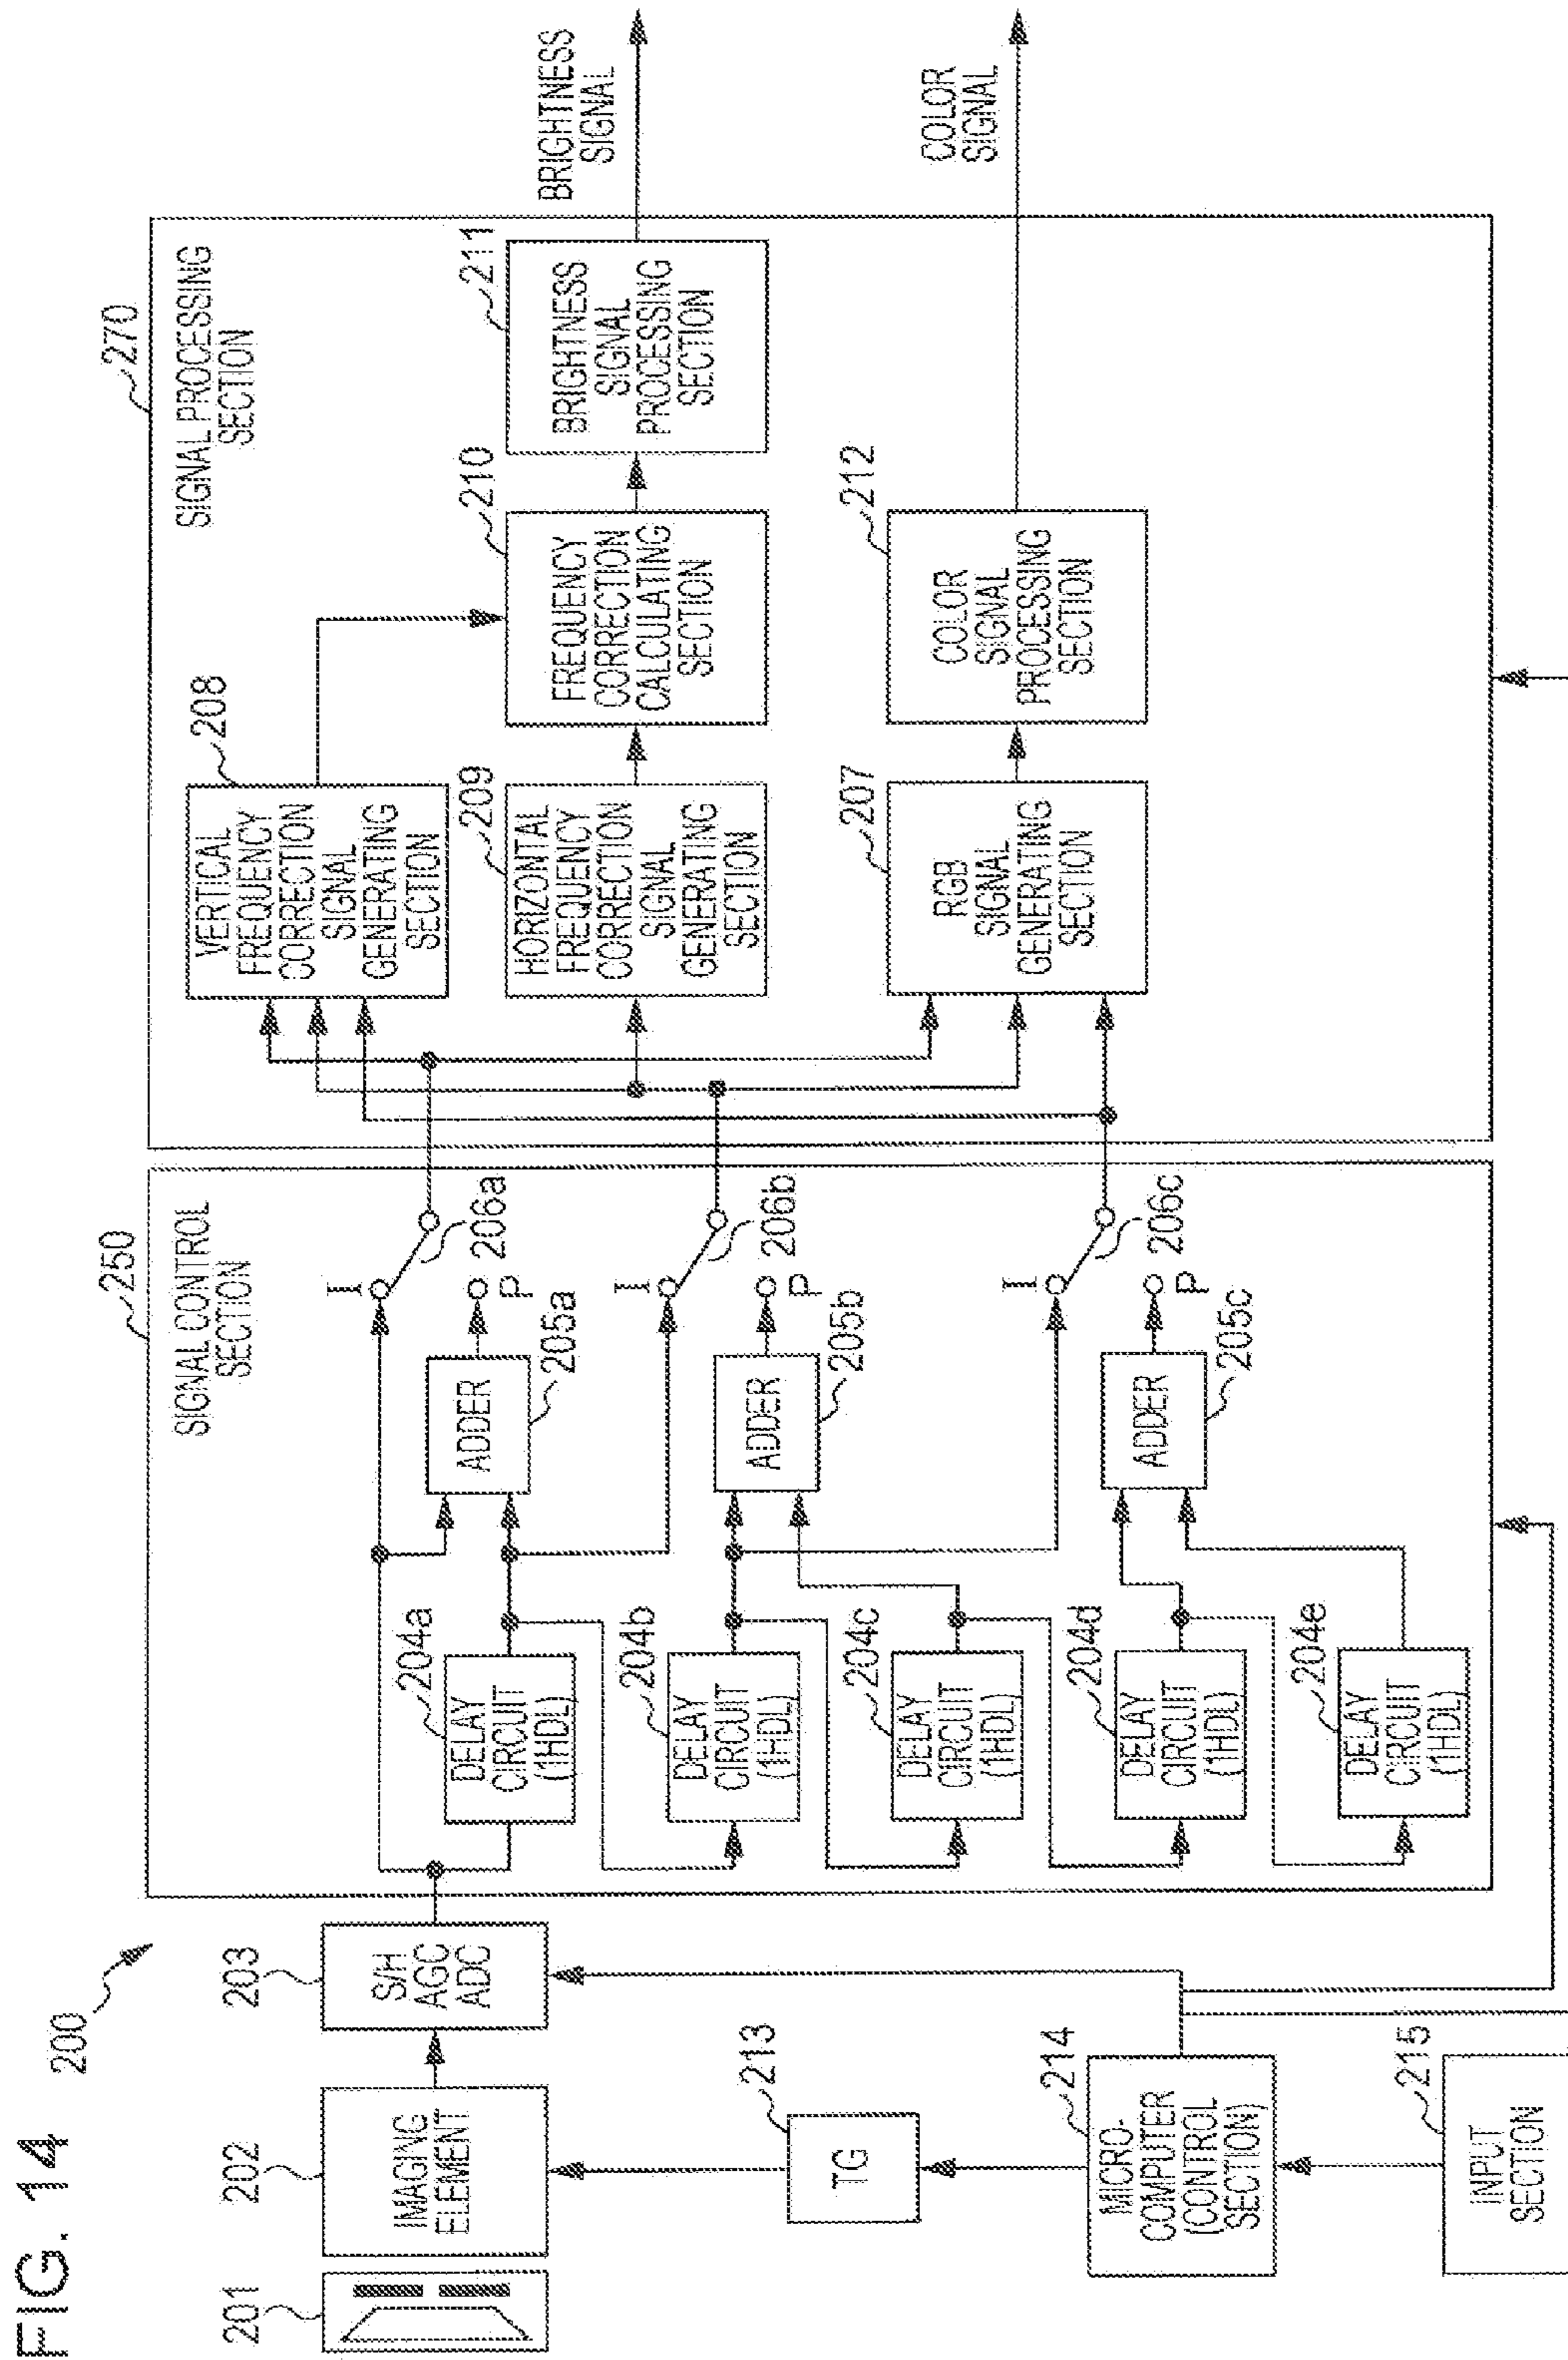 FIG. 14
200
201
202
IMAGING
ELEMENT
203
S/H
AGC
ADC
213
TG
214
MICRO-
COMPUTER
(CONTROL
SECTION)
215
INPUT
SECTION
250
SIGNAL CONTROL
SECTION
204a
DELAY
CIRCUIT
(1HDL)
204b
DELAY
CIRCUIT
(1HDL)
204c
DELAY
CIRCUIT
(1HDL)
204d
DELAY
CIRCUIT
(1HDL)
204e
DELAY
CIRCUIT
(1HDL)
ADDER
205a
ADDER
205b
ADDER
205c
I
P
206a
I
P
206b
I
P
206c
270
SIGNAL PROCESSING
SECTION
208
VERTICAL
FREQUENCY
CORRECTION
SIGNAL
GENERATING
SECTION
209
HORIZONTAL
FREQUENCY
CORRECTION
SIGNAL
GENERATING
SECTION
207
RGB
SIGNAL
GENERATING
SECTION
210
FREQUENCY
CORRECTION
CALCULATING
SECTION
211
BRIGHTNESS
SIGNAL
PROCESSING
SECTION
212
COLOR
SIGNAL
PROCESSING
SECTION
BRIGHTNESS
SIGNAL
COLOR
SIGNAL